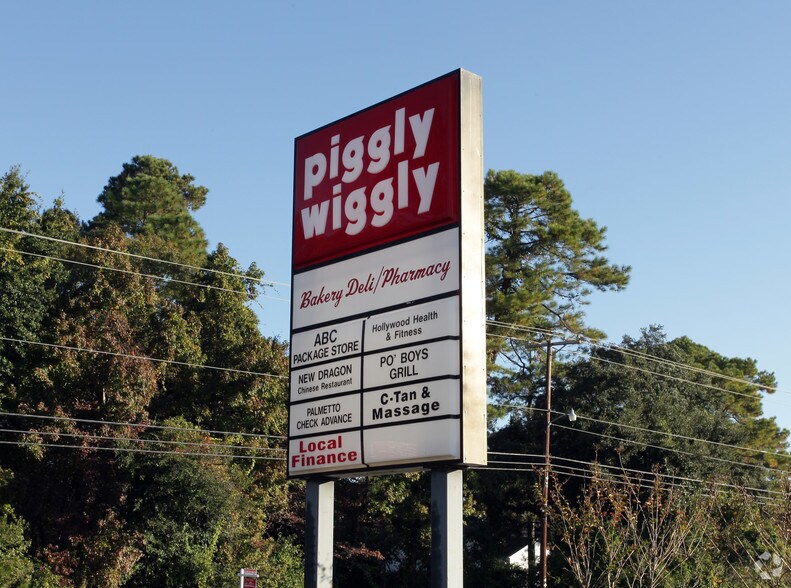 piggly
wiggly
Bakery Deli/Pharmacy
ABC
PACKAGE STORE
Hollywood Health
& Fitness
NEW DRAGON
Chinese Restaurant
PO' BOYS
GRILL
PALMETTO
CHECK ADVANCE
C-Tan &
Massage
Local
Finance